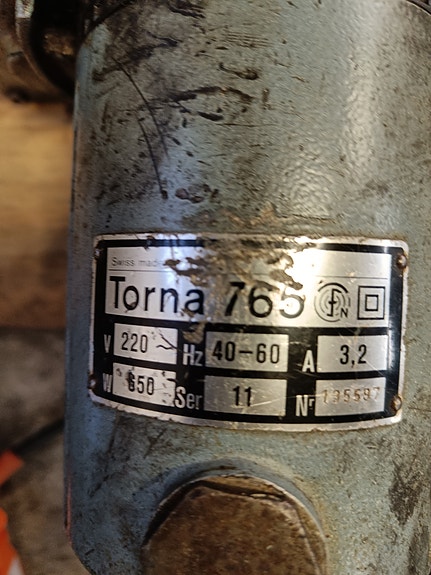 Swiss made
Torna 765
V 220 Hz 40-60 A 3,2
W 650 Ser 11 Nr 135597